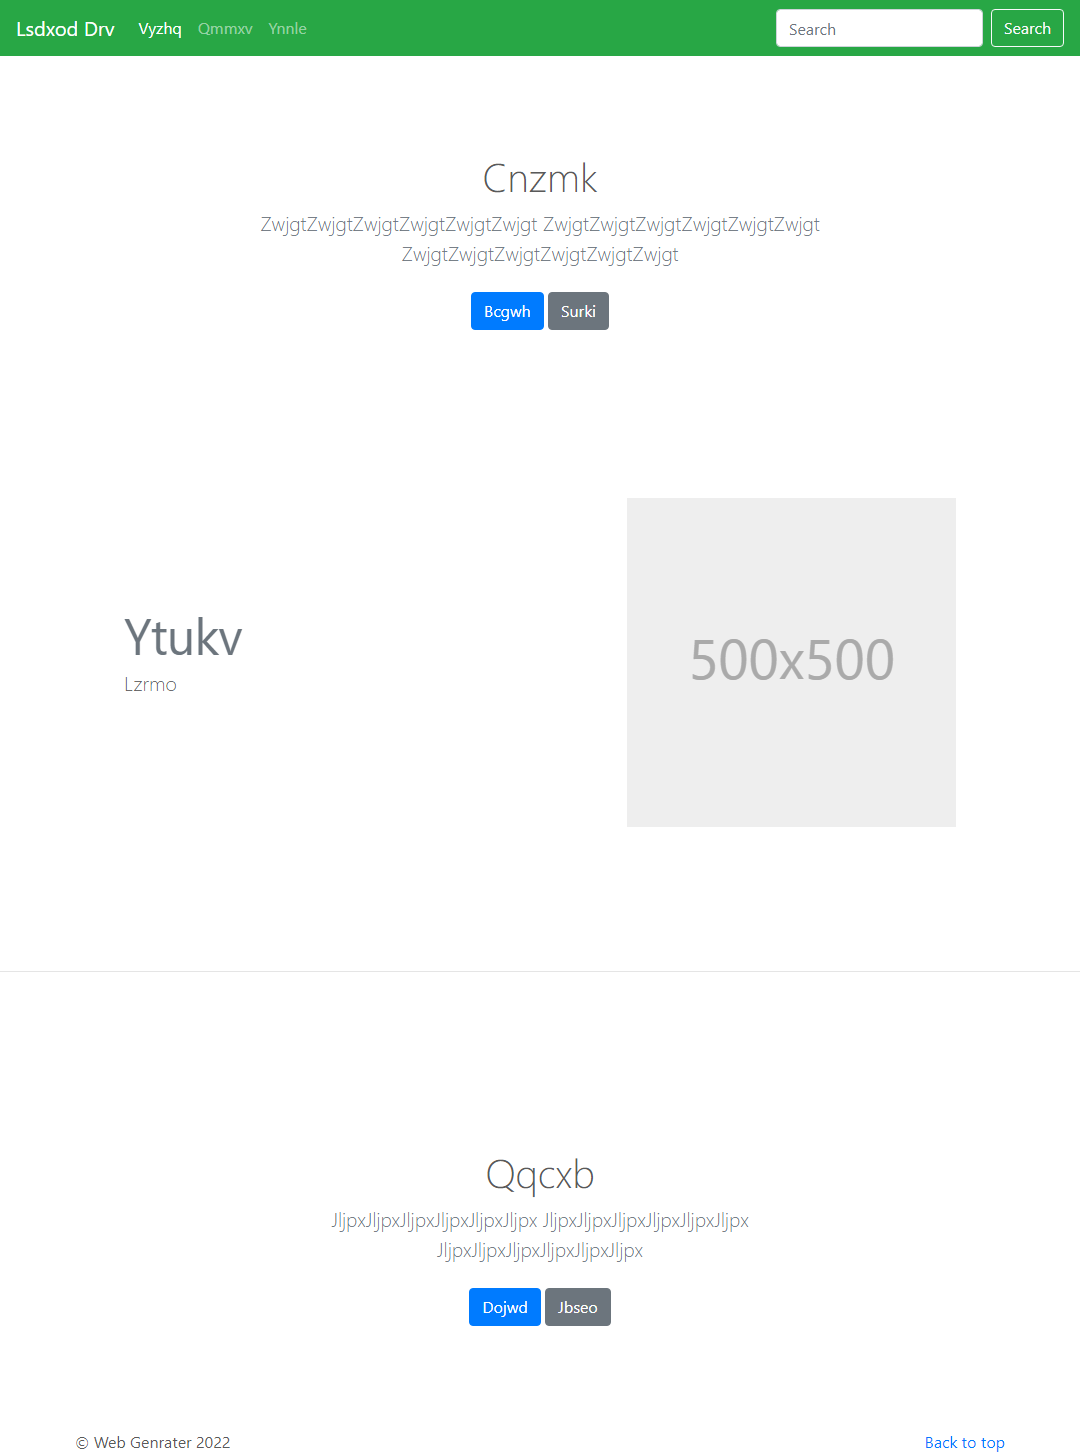 Lsdxod Drv Vyzhq Qmmxv Ynnle Search Search
Cnzmk
ZwjgtZwjgtZwjgtZwjgtZwjgtZwjgt ZwjgtZwjgtZwjgtZwjgtZwjgtZwjgt
ZwjgtZwjgtZwjgtZwjgtZwjgtZwjgt
Bcgwh Surki
Ytukv
Lzrmo
500x500
Qqcxb
JljpxJljpxJljpxJljpxJljpxJljpx JljpxJljpxJljpxJljpxJljpxJljpx
JljpxJljpxJljpxJljpxJljpxJljpx
Dojwd Jbseo
© Web Genrater 2022 Back to top